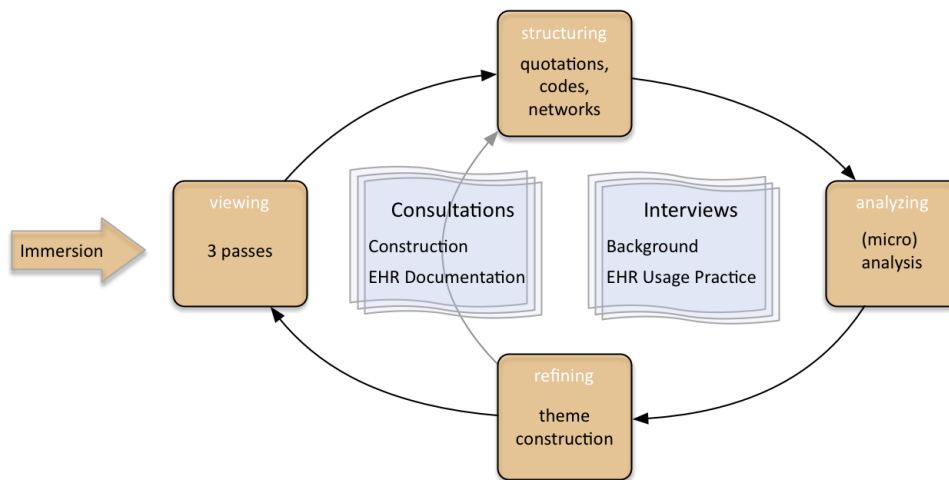 structuring
quotations,
codes,
networks
Immersion
viewing
3 passes
Consultations
Construction
EHR Documentation
Interviews
Background
EHR Usage Practice
analyzing
(micro)
analysis
refining
theme
construction